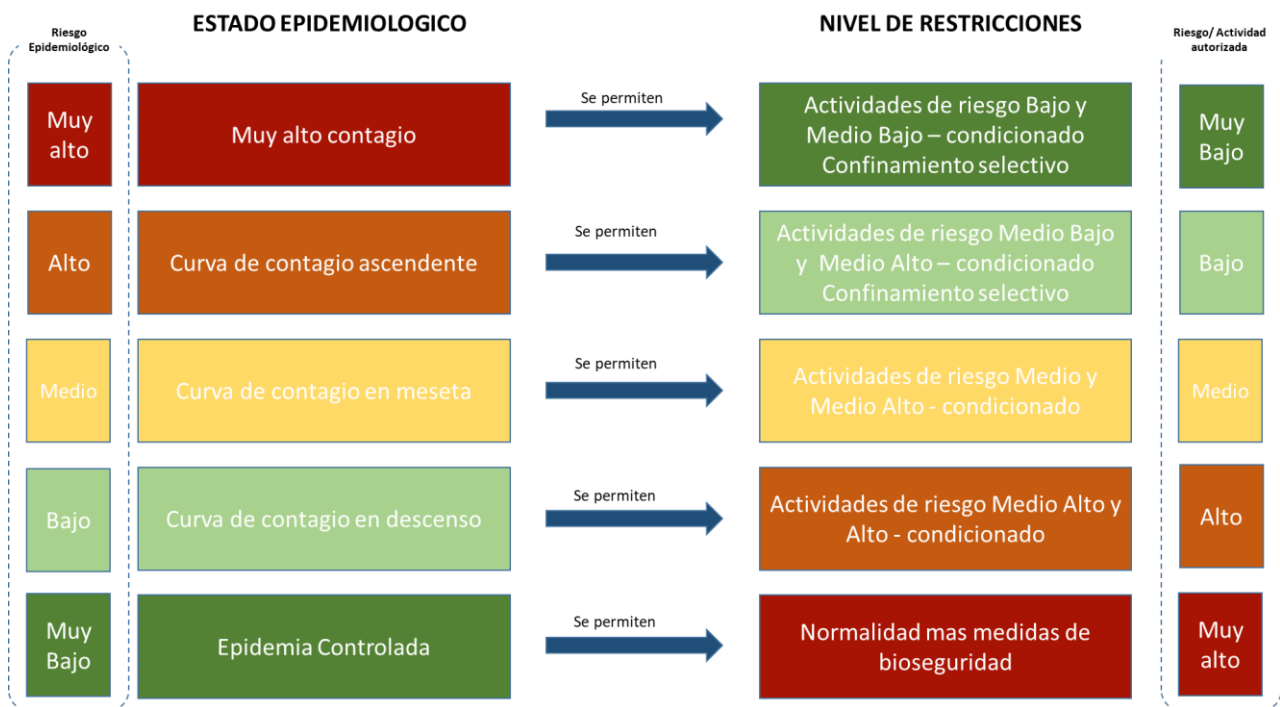 ESTADO EPIDEMIOLOGICO
NIVEL DE RESTRICCIONES
Riesgo
Epidemiológico
Riesgo/ Actividad
autorizada
Muy
alto
Muy alto contagio
Se permiten
Actividades de riesgo Bajo y
Medio Bajo – condicionado
Confinamiento selectivo
Muy
Bajo
Alto
Curva de contagio ascendente
Se permiten
Actividades de riesgo Medio Bajo
y Medio Alto – condicionado
Confinamiento selectivo
Bajo
Medio
Curva de contagio en meseta
Se permiten
Actividades de riesgo Medio y
Medio Alto - condicionado
Medio
Bajo
Curva de contagio en descenso
Se permiten
Actividades de riesgo Medio Alto y
Alto - condicionado
Alto
Muy
Bajo
Epidemia Controlada
Se permiten
Normalidad mas medidas de
bioseguridad
Muy
alto